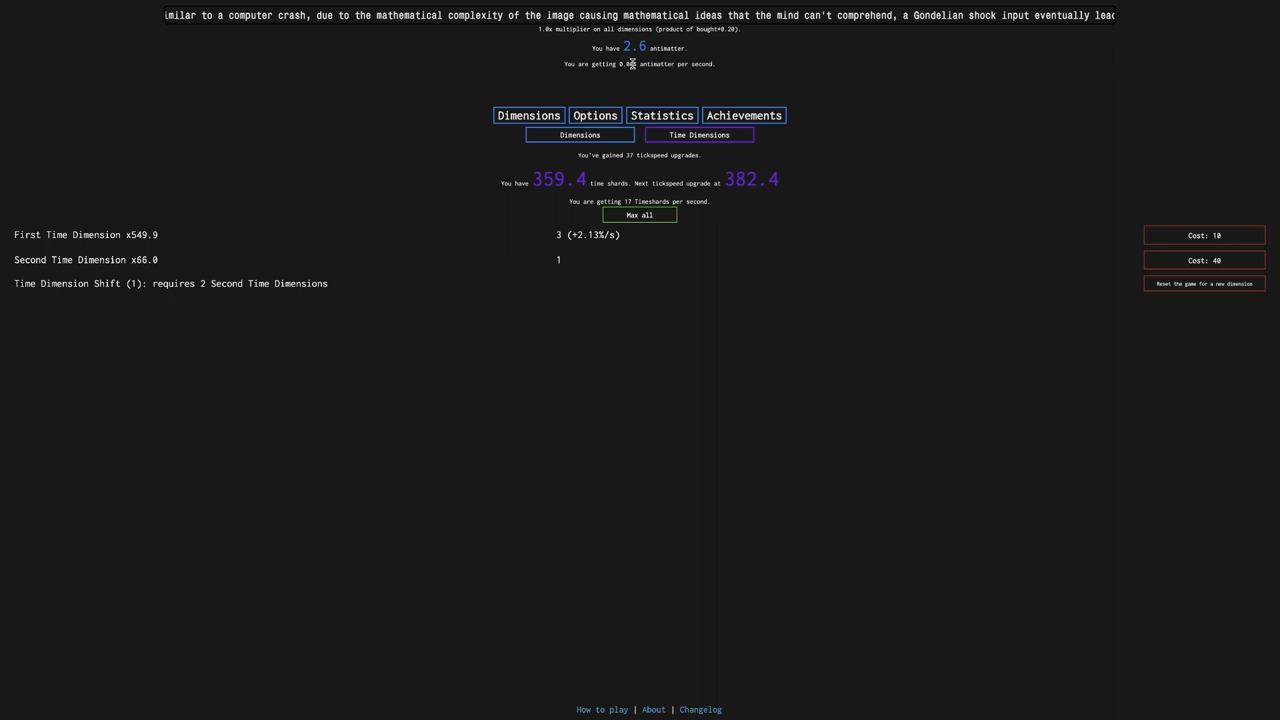 imilar to a computer crash, due to the mathematical complexity of the image causing mathematical ideas that the mind can't comprehend, a Gondelian shock input eventually leac
1.0x multiplier on all dimensions (product of bought*0.20).
You have 2.6 antimatter.
You are getting antimatter per second.
Dimensions Options Statistics Achievements
Dimensions Time Dimensions
You've gained 37 tickspeed upgrades.
You have 359.4 time shards. Next tickspeed upgrade at 382.4
You are getting 17 Timeshards per second.
Max all
First Time Dimension x549.9 3 (+2.13%/s) Cost: 10
Second Time Dimension x66.0 1 Cost: 40
Time Dimension Shift (1): requires 2 Second Time Dimensions Reset the game for a new dimension
How to play | About | Changelog